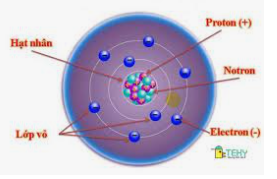 Proton (+)
Hạt nhân
Notron
Lớp vỏ
Electron (-)
TEKY